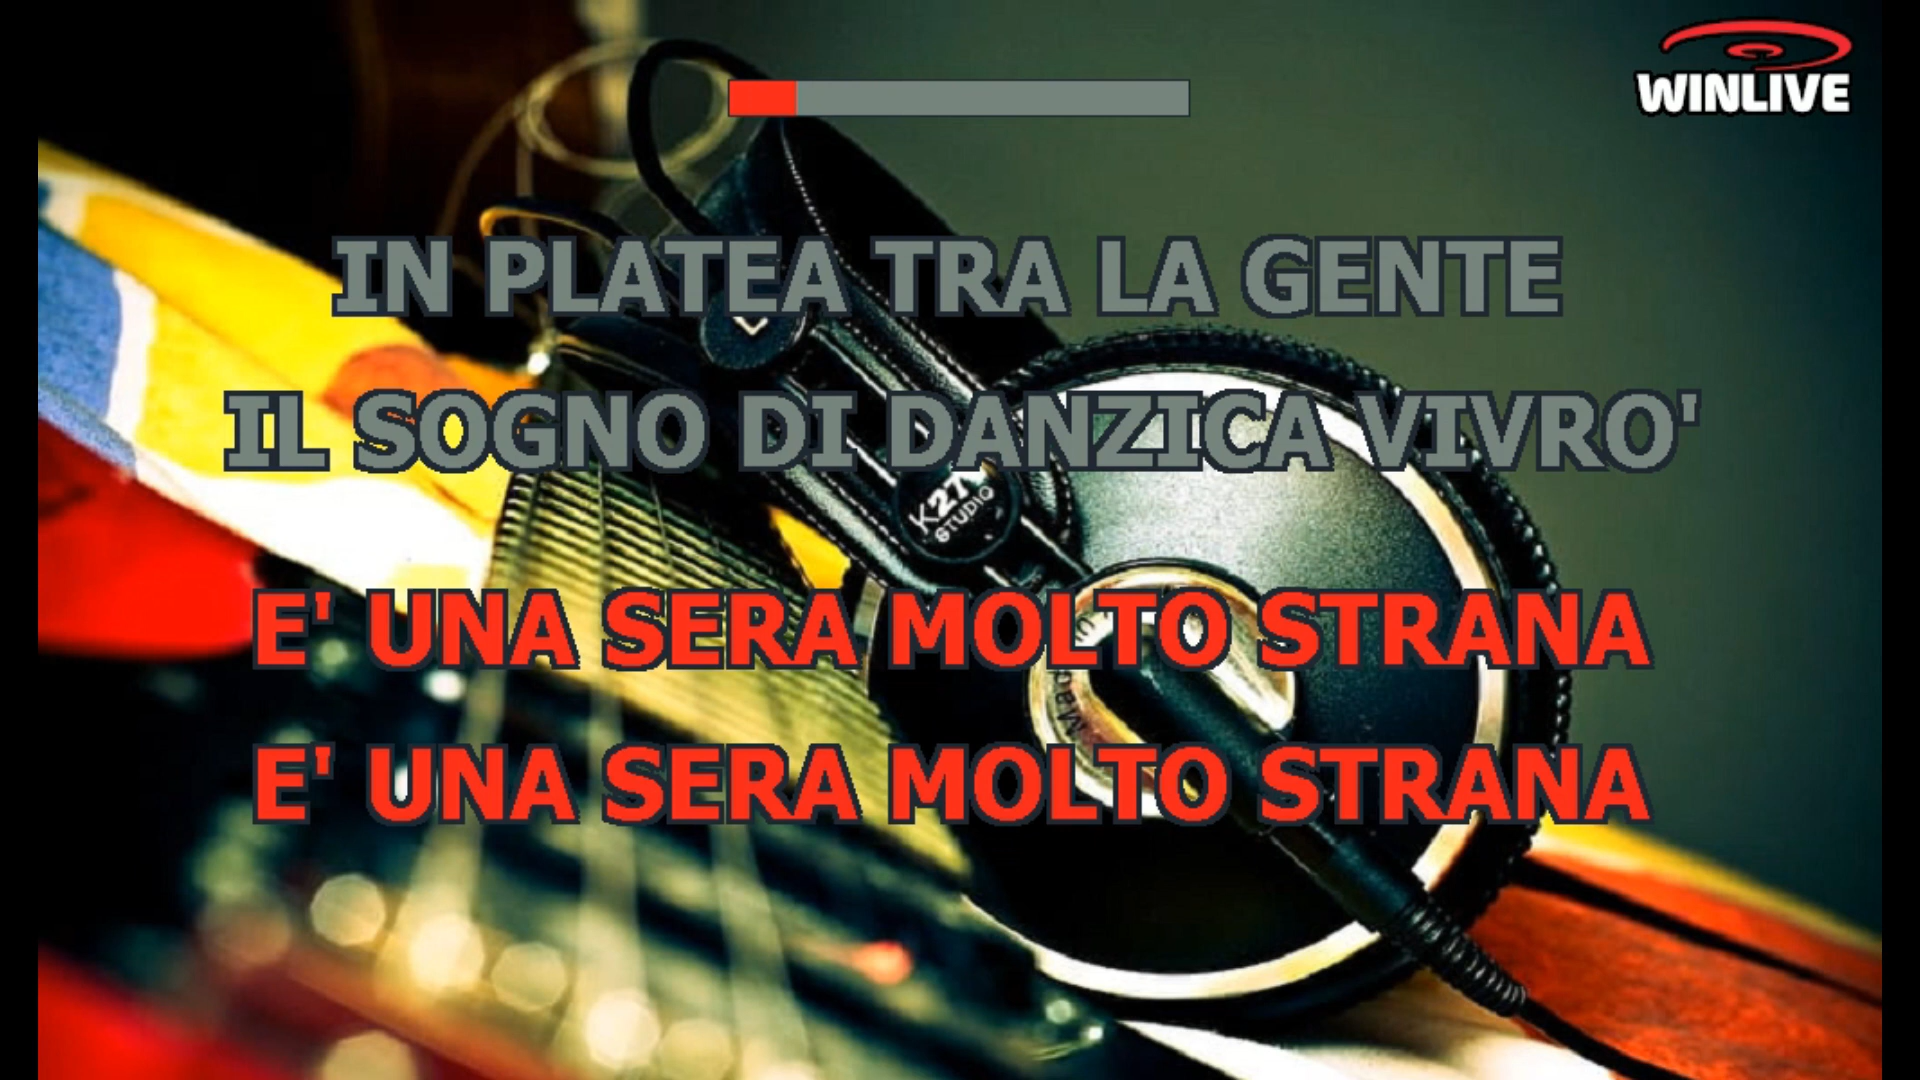 WINLIVE
IN PLATEA TRA LA GENTE
IL SOGNO DI DANZICA VIVRO'
K27
STUDIO
E' UNA SERA MOLTO STRANA
E' UNA SERA MOLTO STRANA